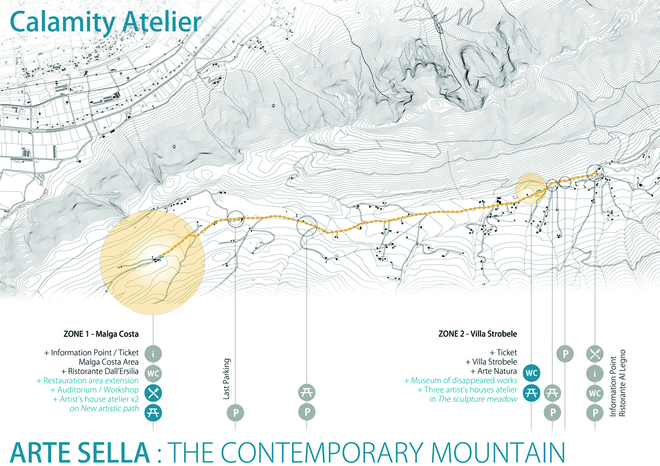 Calamity Atelier
ZONE 1 - Malga Costa
+ Information Point / Ticket
Malga Costa Area
+ Ristorante Dall'Ersilia
+ Restauration area extension
+ Auditorium / Workshop
+ Artist's house atelier x2
on New artistic path
i
WC
Last Parking
P
P
ZONE 2 - Villa Strobele
+ Ticket
+ Villa Strobele
+ Arte Natura
+ Museum of disappeared works
+ Three artist's houses atelier
in The sculpture meadow
WC
P
P
i
WC
P
Information Point
Ristorante Al Legno
ARTE SELLA : THE CONTEMPORARY MOUNTAIN